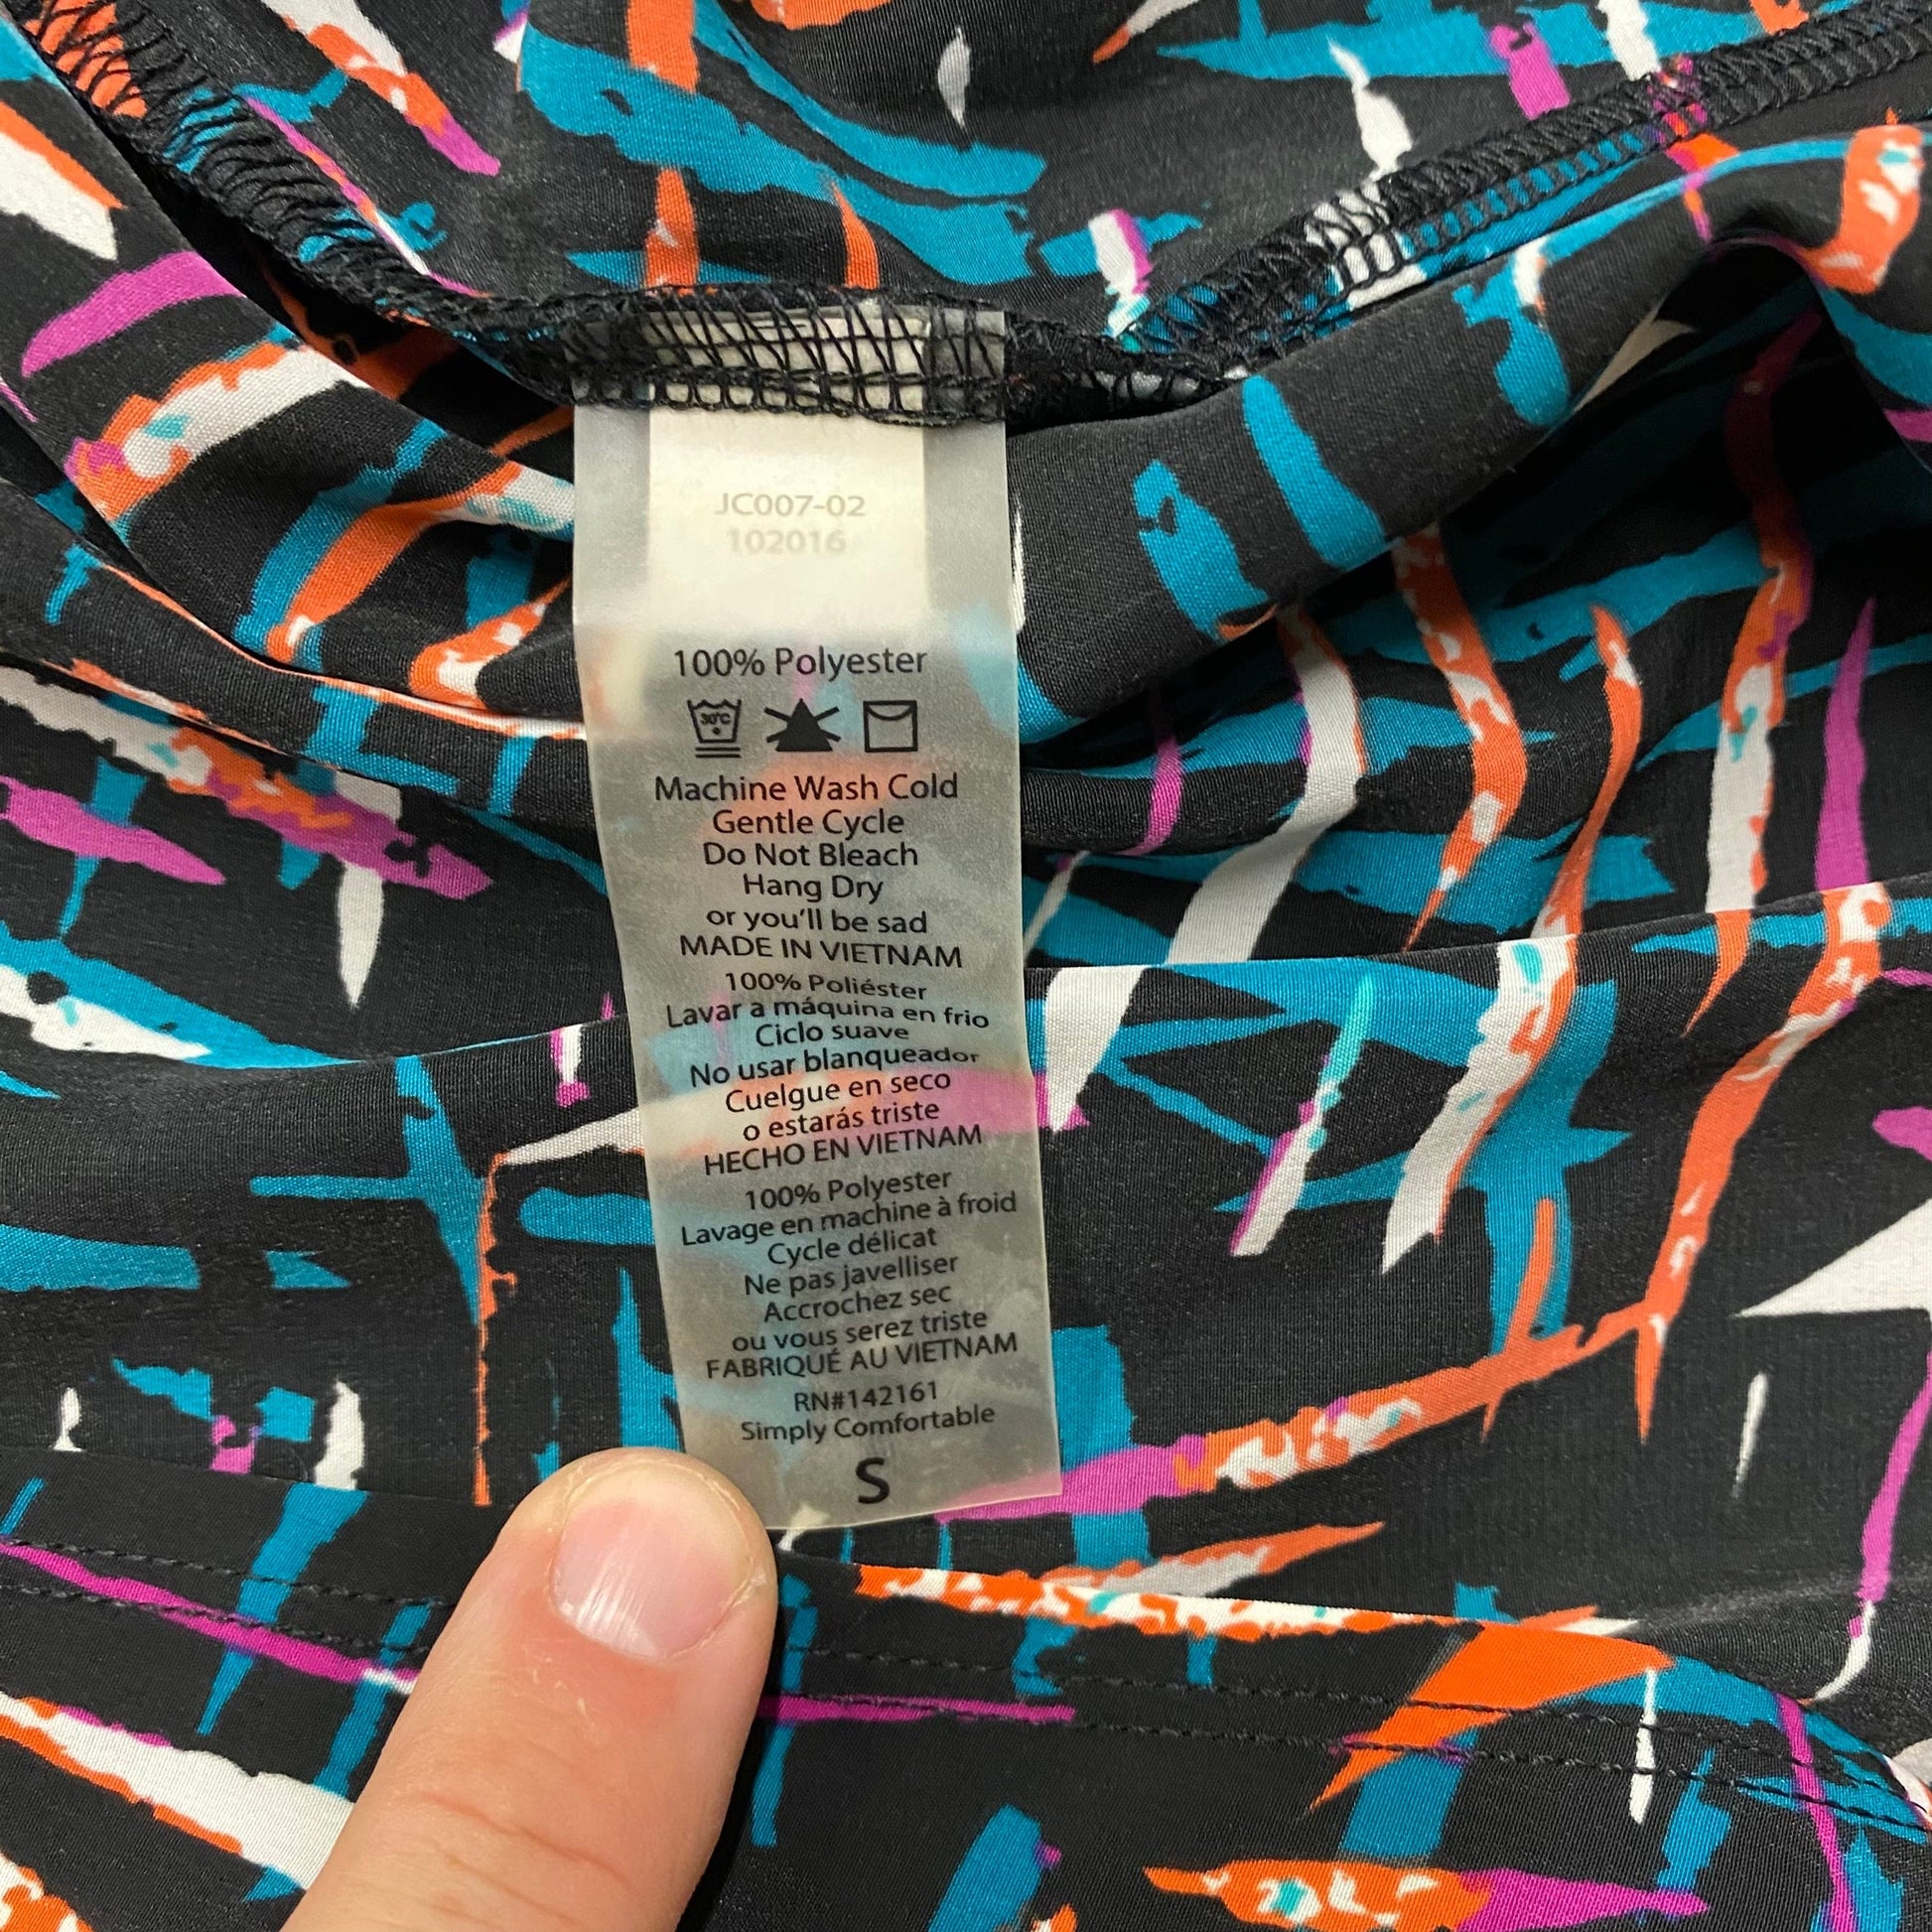 JC007-02
102016
100% Polyester
30°C
Machine Wash Cold
Gentle Cycle
Do Not Bleach
Hang Dry
or you'll be sad
MADE IN VIETNAM
100% Poliéster
Lavar a máquina en frio
Ciclo suave
No usar blanqueador
Cuelgue en seco
o estarás triste
HECHO EN VIETNAM
100% Polyester
Lavage en machine à froid
Cycle délicat
Ne pas javelliser
Accrochez sec
ou vous serez triste
FABRIQUÉ AU VIETNAM
RN#142161
Simply Comfortable
S